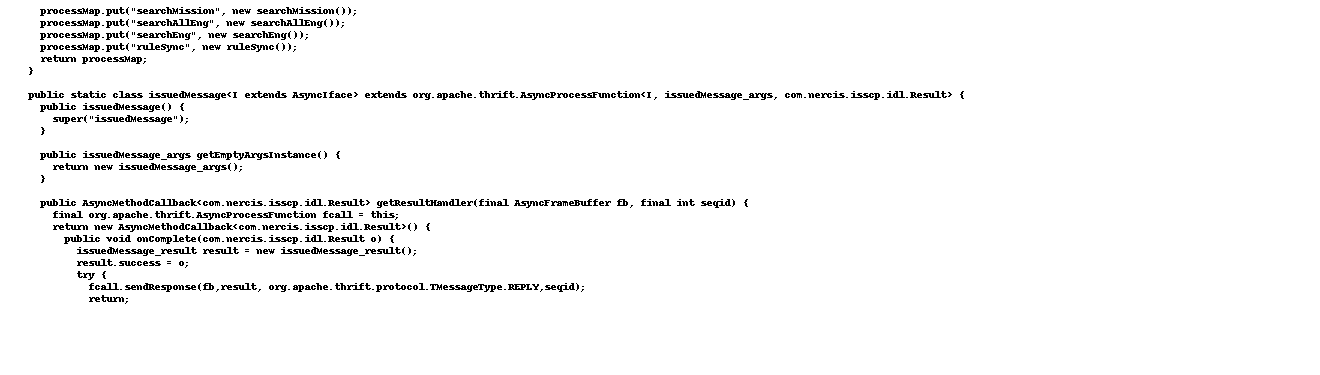 processMap.put("searchMission", new searchMission());
processMap.put("searchAllEng", new searchAllEng());
processMap.put("searchEng", new searchEng());
processMap.put("ruleSync", new ruleSync());
return processMap;
}
public static class issuedMessage<I extends AsyncIface> extends org.apache.thrift.AsyncProcessFunction<I, issuedMessage_args, com.nercis.isscp.idl.Result> {
public issuedMessage() {
super("issuedMessage");
}
public issuedMessage_args getEmptyArgsInstance() {
return new issuedMessage_args();
}
public AsyncMethodCallback<com.nercis.isscp.idl.Result> getResultHandler(final AsyncFrameBuffer fb, final int seqid) {
final org.apache.thrift.AsyncProcessFunction fcall = this;
return new AsyncMethodCallback<com.nercis.isscp.idl.Result>() {
public void onComplete(com.nercis.isscp.idl.Result o) {
issuedMessage_result result = new issuedMessage_result();
result.success = o;
try {
fcall.sendResponse(fb,result, org.apache.thrift.protocol.TMessageType.REPLY,seqid);
return;